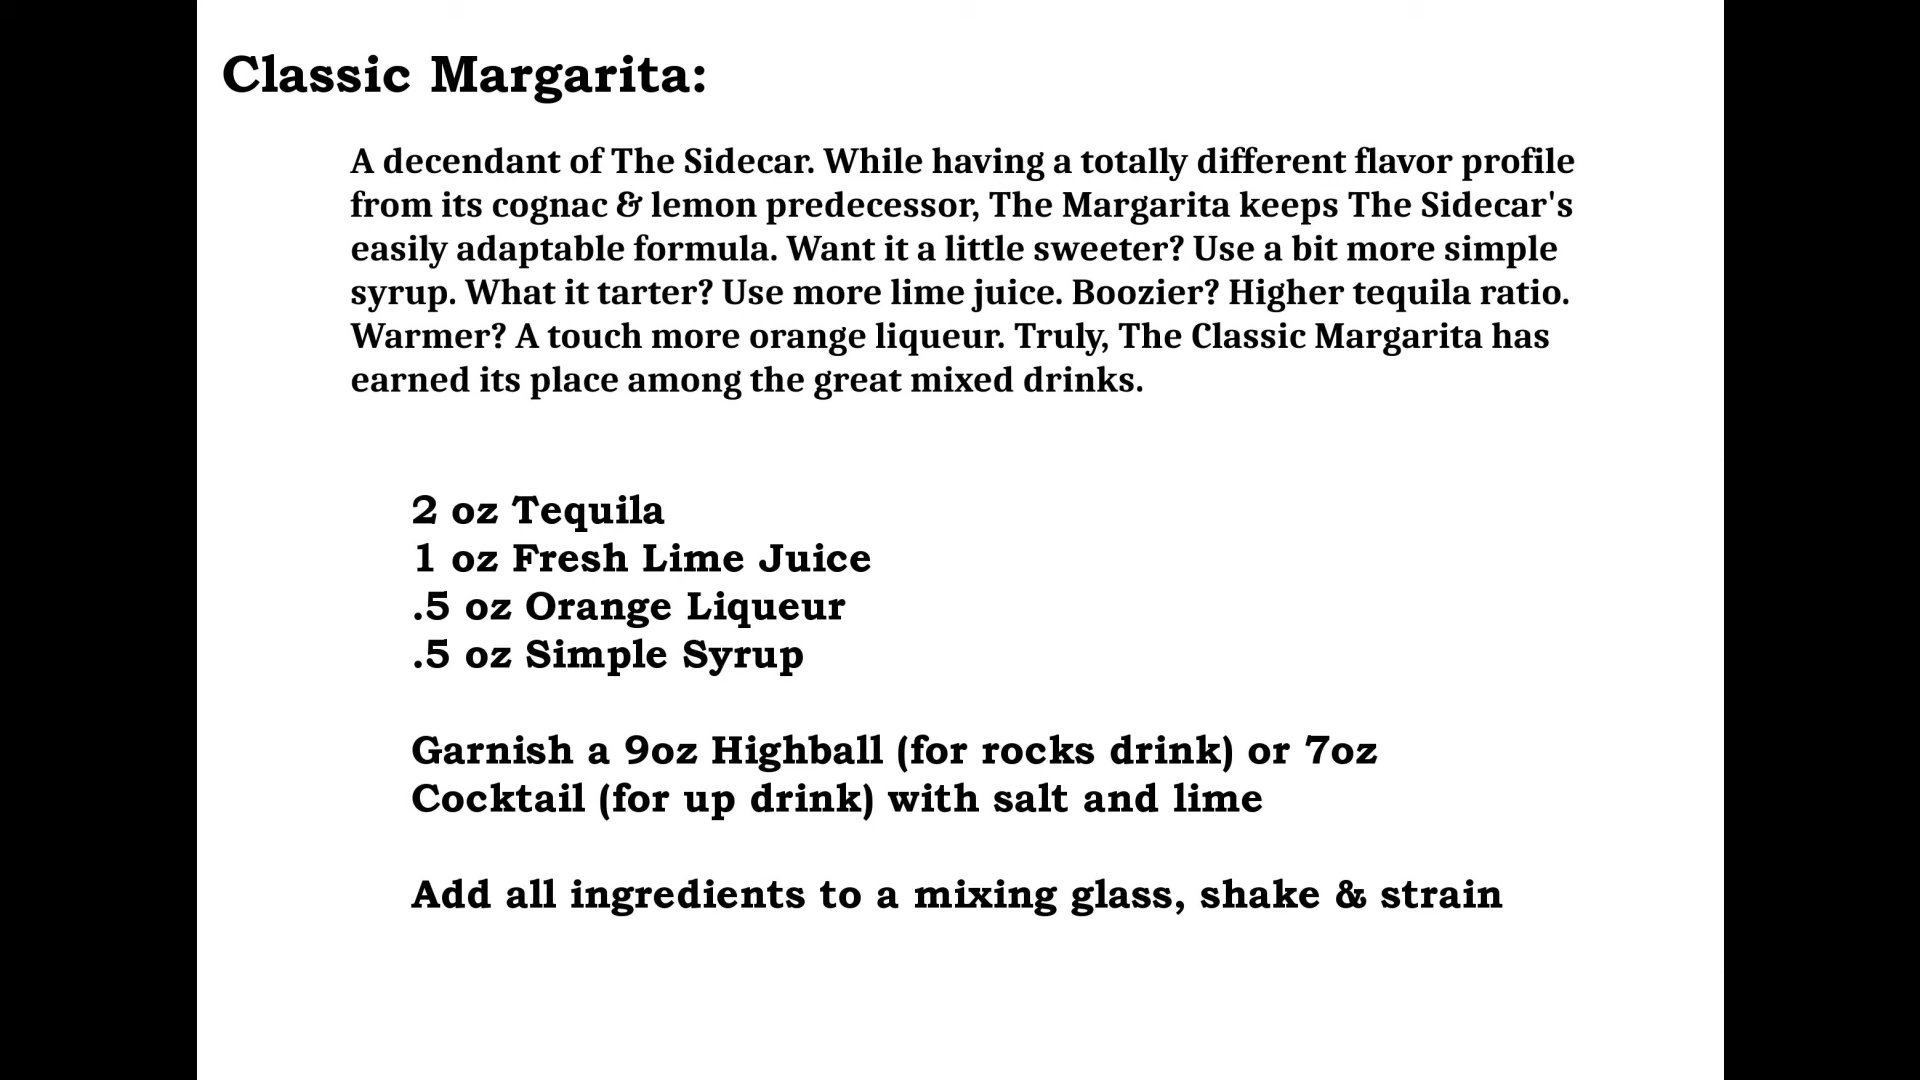 Classic Margarita:
A decendant of The Sidecar. While having a totally different flavor profile
from its cognac & lemon predecessor, The Margarita keeps The Sidecar's
easily adaptable formula. Want it a little sweeter? Use a bit more simple
syrup. What it tarter? Use more lime juice. Boozier? Higher tequila ratio.
Warmer? A touch more orange liqueur. Truly, The Classic Margarita has
earned its place among the great mixed drinks.
2 oz Tequila
1 oz Fresh Lime Juice
.5 oz Orange Liqueur
.5 oz Simple Syrup
Garnish a 9oz Highball (for rocks drink) or 7oz
Cocktail (for up drink) with salt and lime
Add all ingredients to a mixing glass, shake & strain